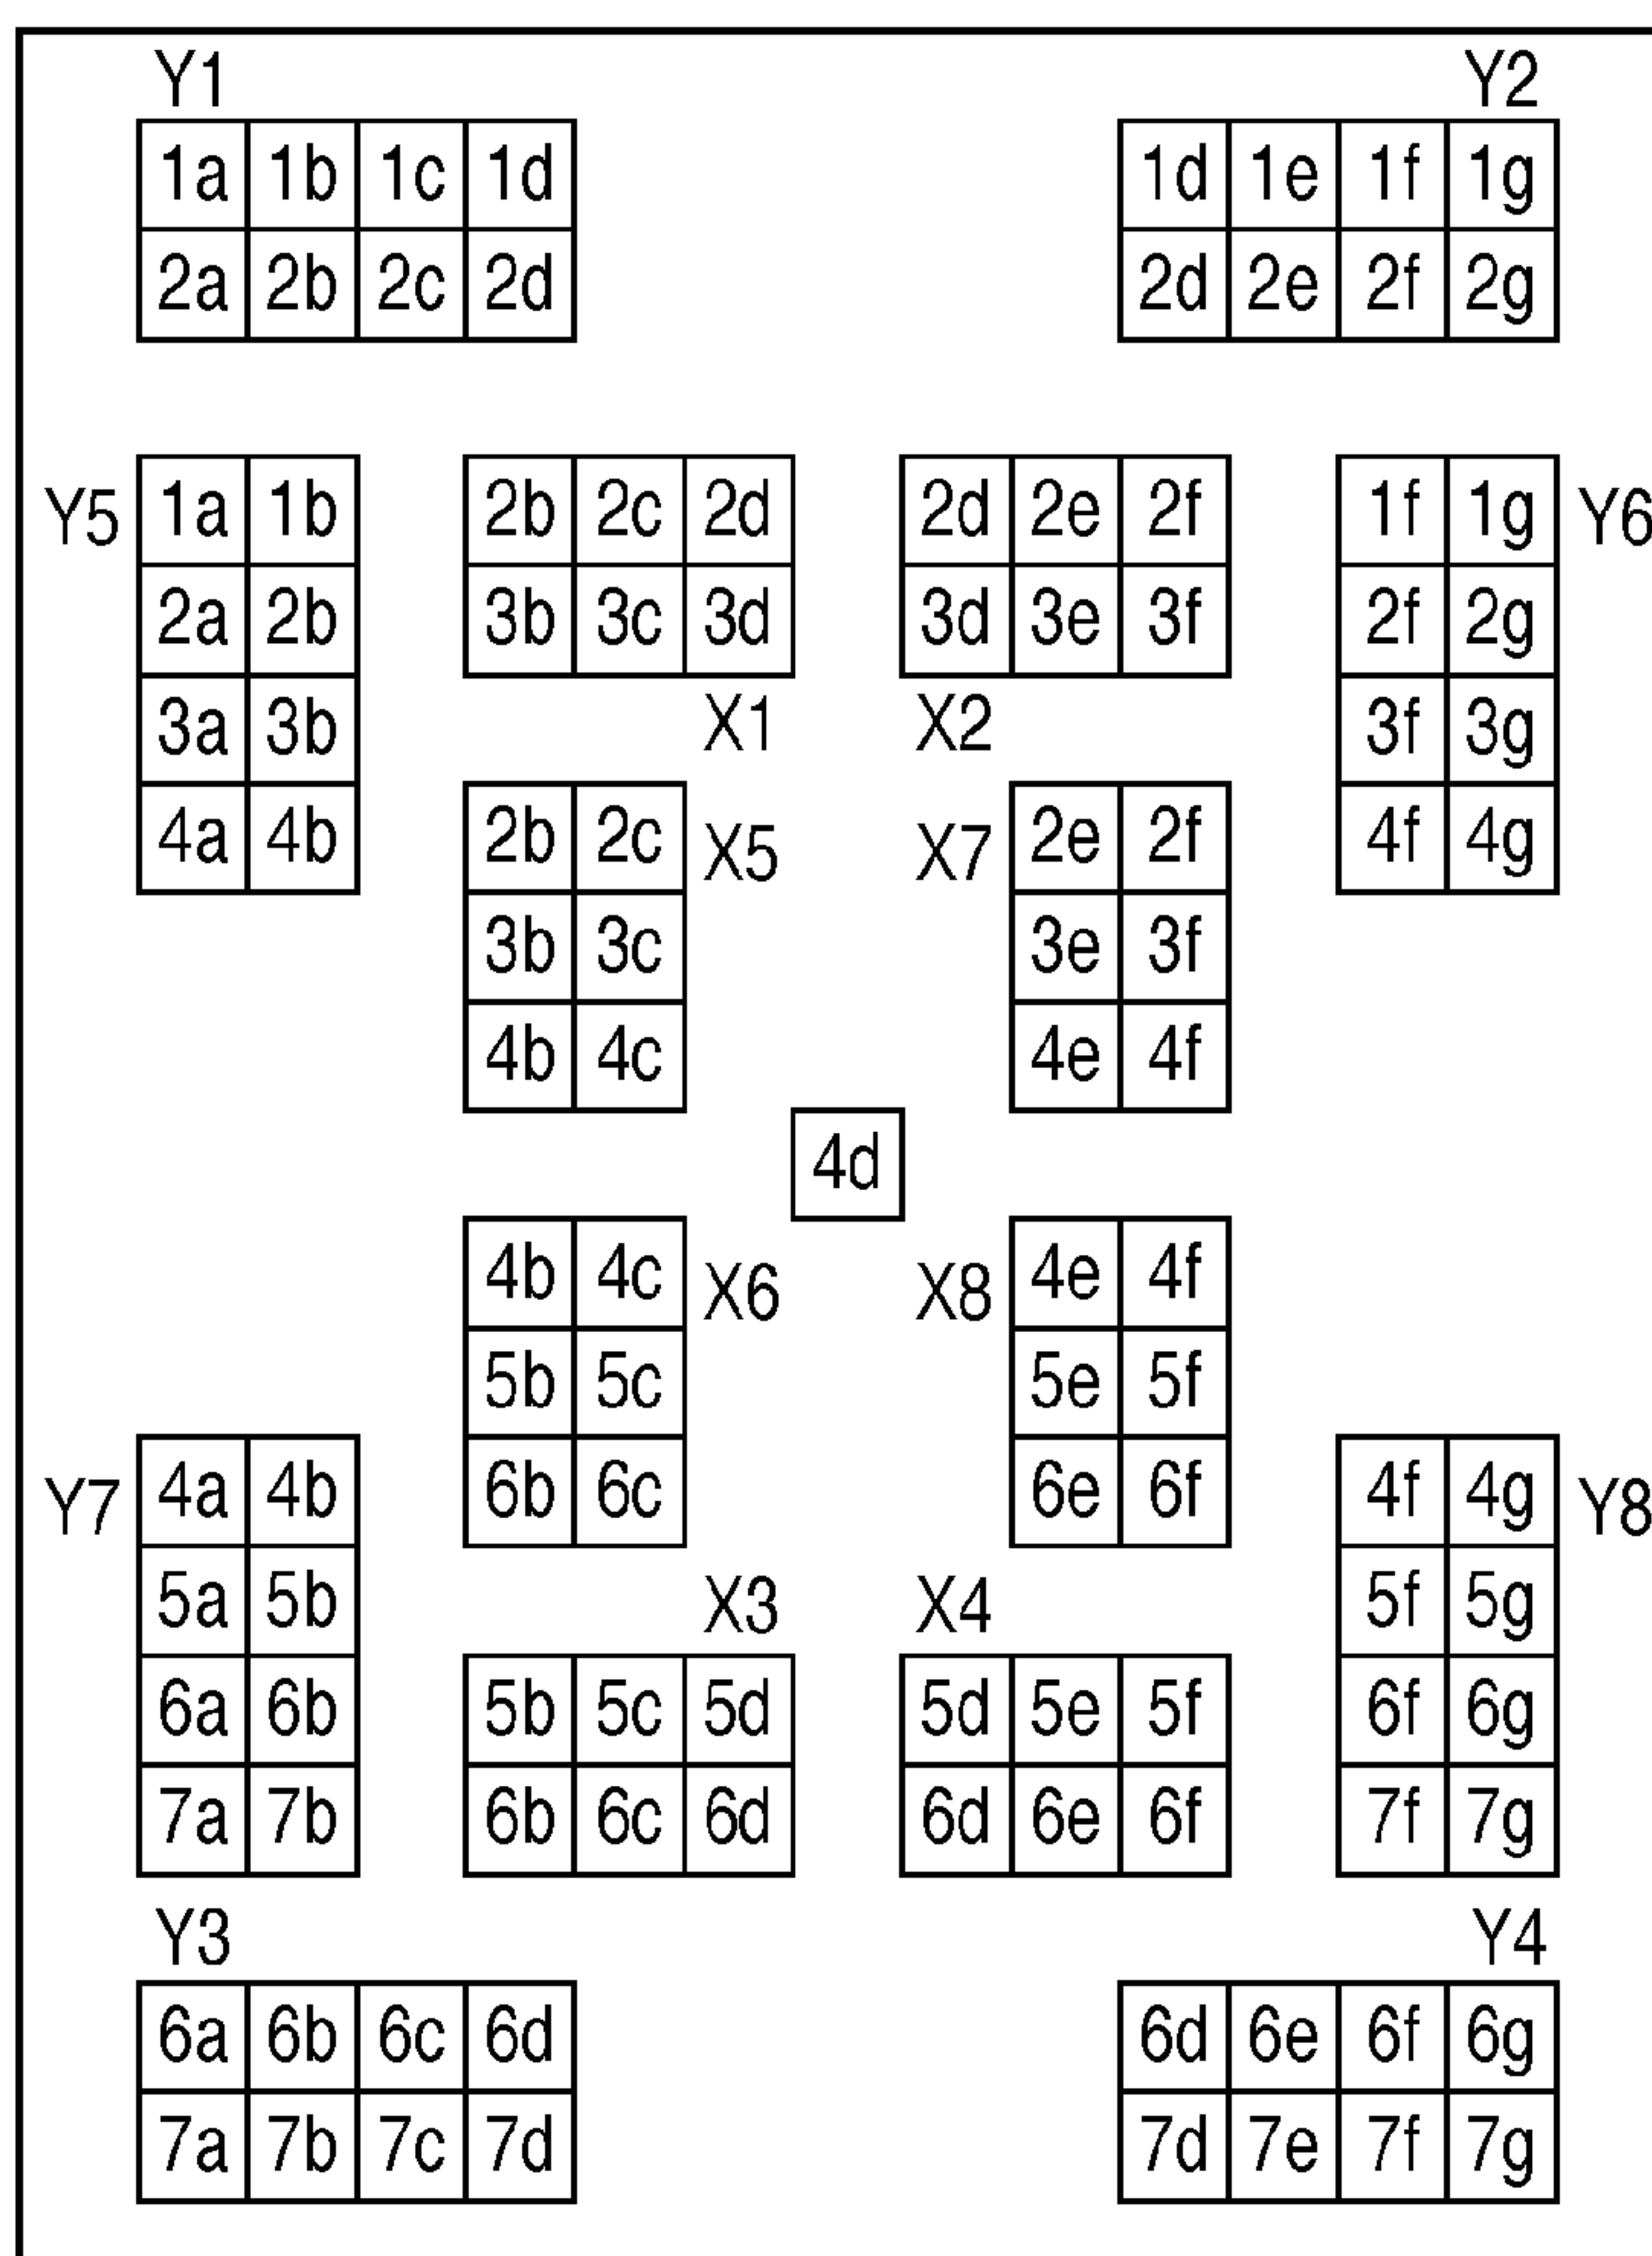 Y1 Y2
1a 1b 1c 1d 1d 1e 1f 1g
2a 2b 2c 2d 2d 2e 2f 2g
Y5 1a 1b 2b 2c 2d 2d 2e 2f 1f 1g Y6
2a 2b 3b 3c 3d 3d 3e 3f 2f 2g
3a 3b X1 X2 3f 3g
4a 4b 2b 2c X5 X7 2e 2f 4f 4g
3b 3c 3e 3f
4b 4c 4e 4f
4d
4b 4c X6 X8 4e 4f
5b 5c 5e 5f
Y7 4a 4b 6b 6c 6e 6f 4f 4g Y8
5a 5b X3 X4 5f 5g
6a 6b 5b 5c 5d 5d 5e 5f 6f 6g
7a 7b 6b 6c 6d 6d 6e 6f 7f 7g
Y3 Y4
6a 6b 6c 6d 6d 6e 6f 6g
7a 7b 7c 7d 7d 7e 7f 7g